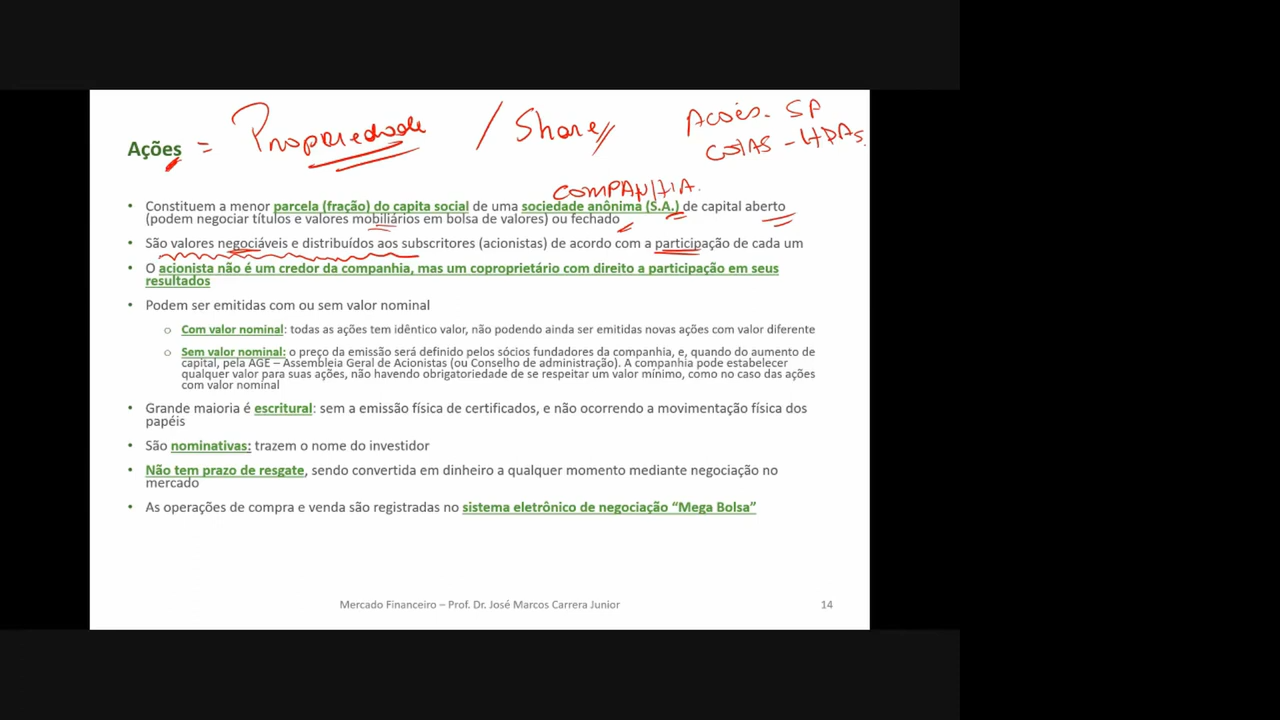 Ações = Propriedade / Share
Acões - SA
COTAS - LTDAs.
COMPANHIA.
• Constituem a menor parcela (fração) do capita social de uma sociedade anônima (S.A.) de capital aberto
(podem negociar títulos e valores mobiliários em bolsa de valores) ou fechado
• São valores negociáveis e distribuídos aos subscritores (acionistas) de acordo com a participação de cada um
• O acionista não é um credor da companhia, mas um coproprietário com direito a participação em seus
resultados
• Podem ser emitidas com ou sem valor nominal
o Com valor nominal: todas as ações tem idêntico valor, não podendo ainda ser emitidas novas ações com valor diferente
o Sem valor nominal: o preço da emissão será definido pelos sócios fundadores da companhia, e, quando do aumento de
capital, pela AGE – Assembleia Geral de Acionistas (ou Conselho de administração). A companhia pode estabelecer
qualquer valor para suas ações, não havendo obrigatoriedade de se respeitar um valor mínimo, como no caso das ações
com valor nominal
• Grande maioria é escritural: sem a emissão física de certificados, e não ocorrendo a movimentação física dos
papéis
• São nominativas: trazem o nome do investidor
• Não tem prazo de resgate, sendo convertida em dinheiro a qualquer momento mediante negociação no
mercado
• As operações de compra e venda são registradas no sistema eletrônico de negociação “Mega Bolsa”
Mercado Financeiro – Prof. Dr. José Marcos Carrera Junior 14